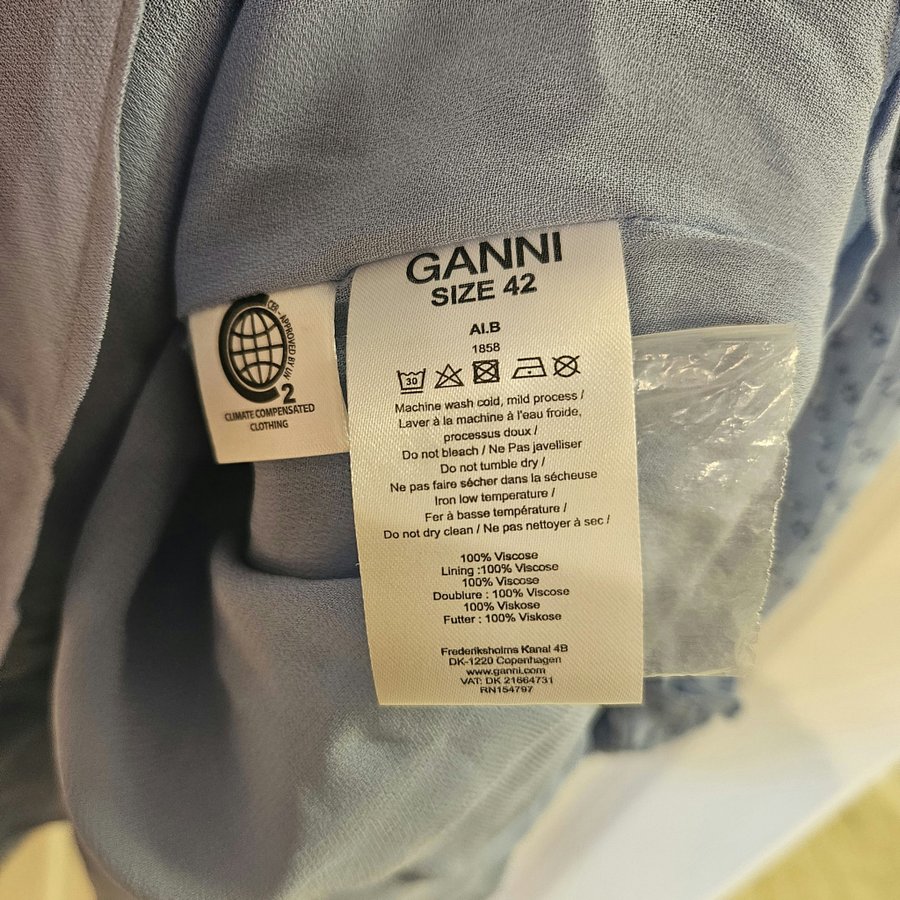 GANNI
SIZE 42
AI.B
1858
30
Machine wash cold, mild process /
Laver à la machine à l'eau froide,
processus doux /
Do not bleach / Ne Pas javelliser
Do not tumble dry /
Ne pas faire sécher dans la sécheuse
Iron low temperature /
Fer à basse température /
Do not dry clean / Ne pas nettoyer à sec /
100% Viscose
Lining :100% Viscose
100% Viscose
Doublure : 100% Viscose
100% Viskose
Futter : 100% Viskose
Frederiksholms Kanal 4B
DK-1220 Copenhagen
www.ganni.com
VAT: DK 21664731
RN154797
CER - APPROVED BY UN
CO2
CLIMATE COMPENSATED
CLOTHING